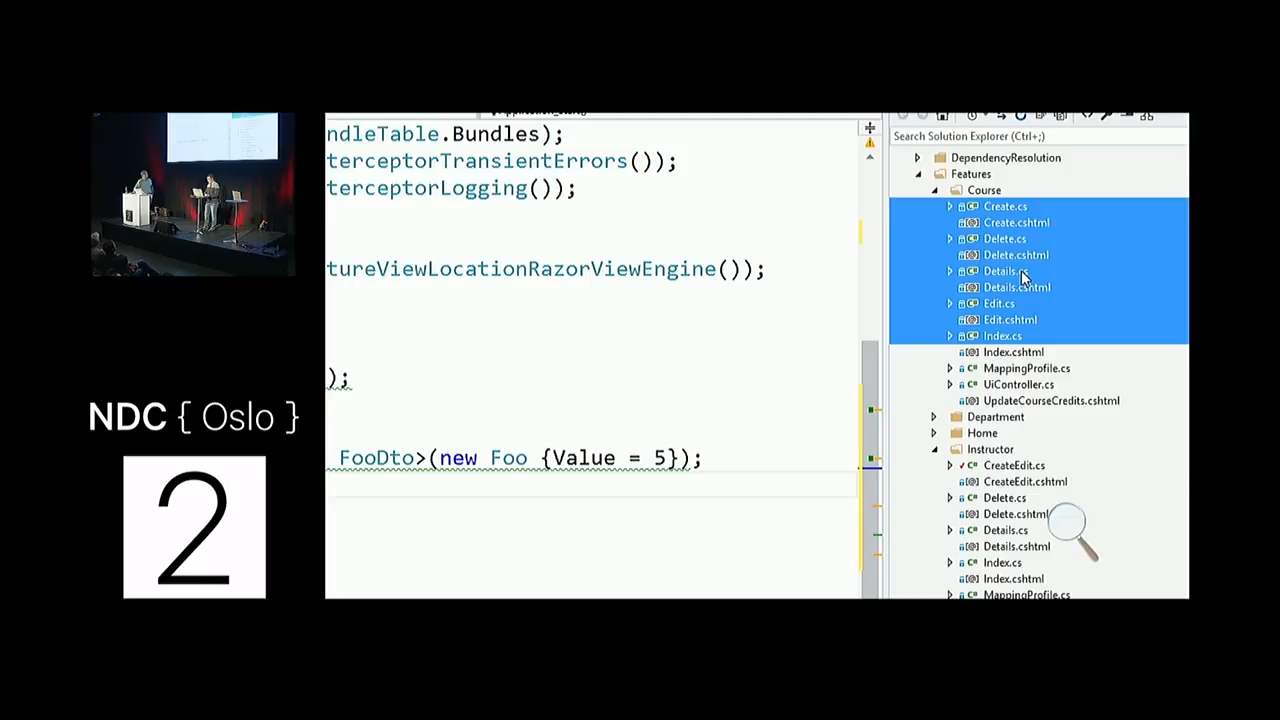 ndleTable.Bundles);
terceptorTransientErrors());
terceptorLogging());
tureViewLocationRazorViewEngine());
);
FooDto>(new Foo {Value = 5});
NDC { Oslo }
2
Search Solution Explorer (Ctrl+;)
DependencyResolution
Features
Course
Create.cs
Create.cshtml
Delete.cs
Delete.cshtml
Details.cs
Details.cshtml
Edit.cs
Edit.cshtml
Index.cs
Index.cshtml
MappingProfile.cs
UiController.cs
UpdateCourseCredits.cshtml
Department
Home
Instructor
CreateEdit.cs
CreateEdit.cshtml
Delete.cs
Delete.cshtml
Details.cs
Details.cshtml
Index.cs
Index.cshtml
MappingProfile.cs